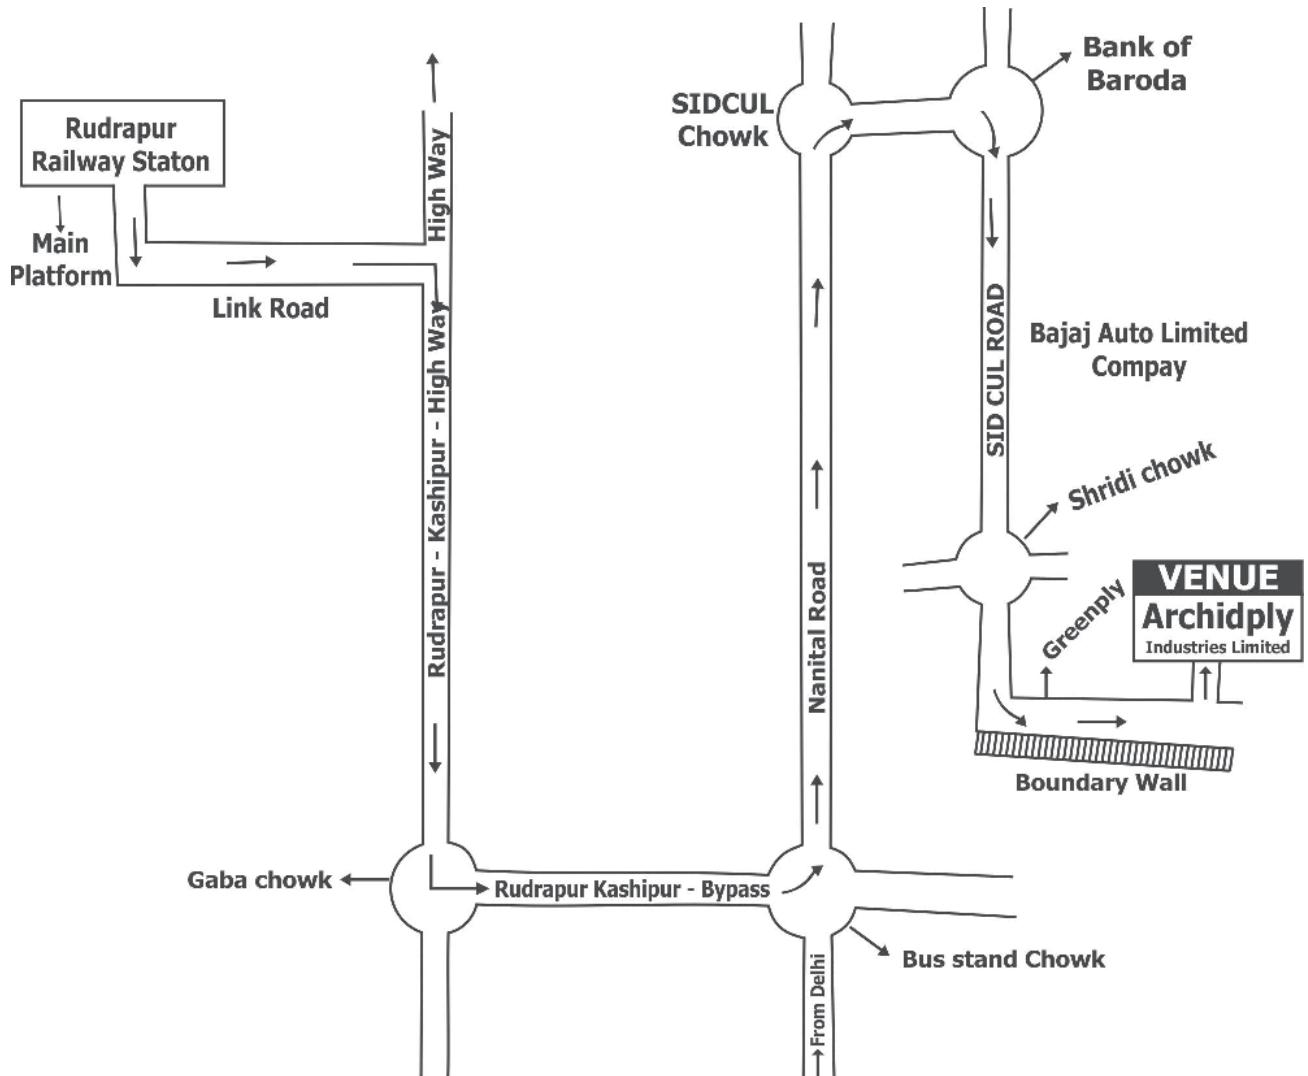 Rudrapur
Railway Staton
Main
Platform
Link Road
High Way
Rudrapur - Kashipur - High Way
Gaba chowk
Rudrapur Kashipur - Bypass
Bus stand Chowk
From Delhi
Nanital Road
SIDCUL
Chowk
Bank of
Baroda
SID CUL ROAD
Bajaj Auto Limited
Compay
Shridi chowk
Greenply
VENUE
Archidply
Industries Limited
Boundary Wall